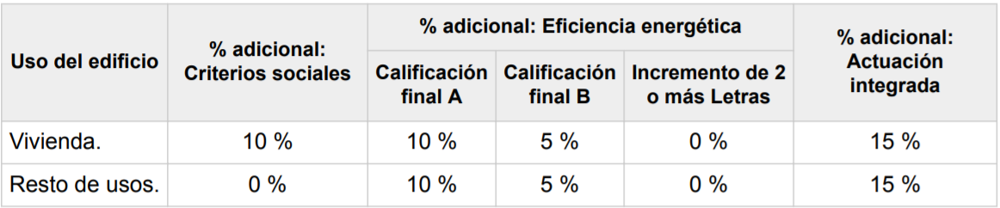 Uso del edificio
% adicional:
Criterios sociales
% adicional: Eficiencia energética
Calificación
final A
Calificación
final B
Incremento de 2
o más Letras
% adicional:
Actuación
integrada
Vivienda. 10 % 10 % 5 % 0 % 15 %
Resto de usos. 0 % 10 % 5 % 0 % 15 %